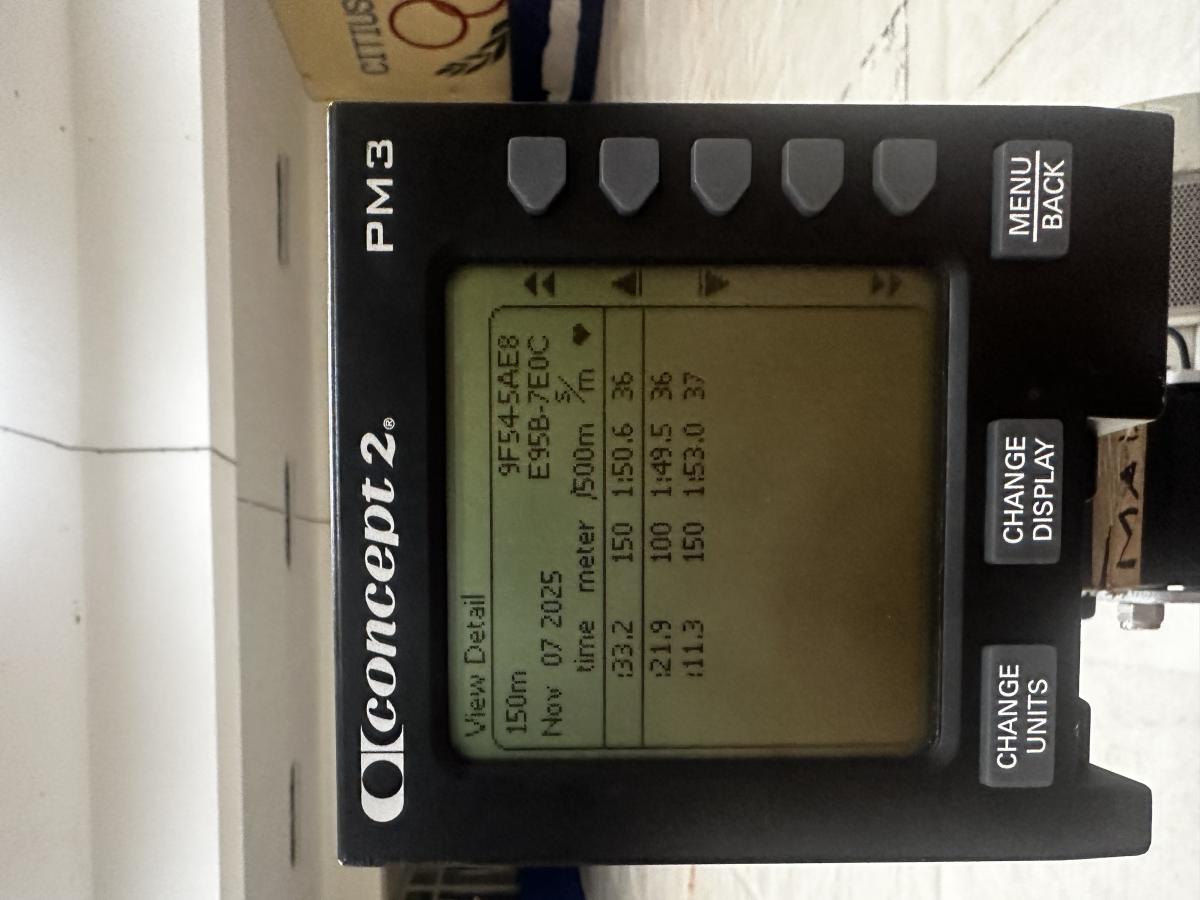 CITIUS
concept 2® PM3
View Detail
150m 9F54-5AE8
Nov 07 2025 E95B-7E0C
time meter /500m s/m
:33.2 150 1:50.6 36
:21.9 100 1:49.5 36
:11.3 150 1:53.0 37
CHANGE UNITS
CHANGE DISPLAY
MENU BACK